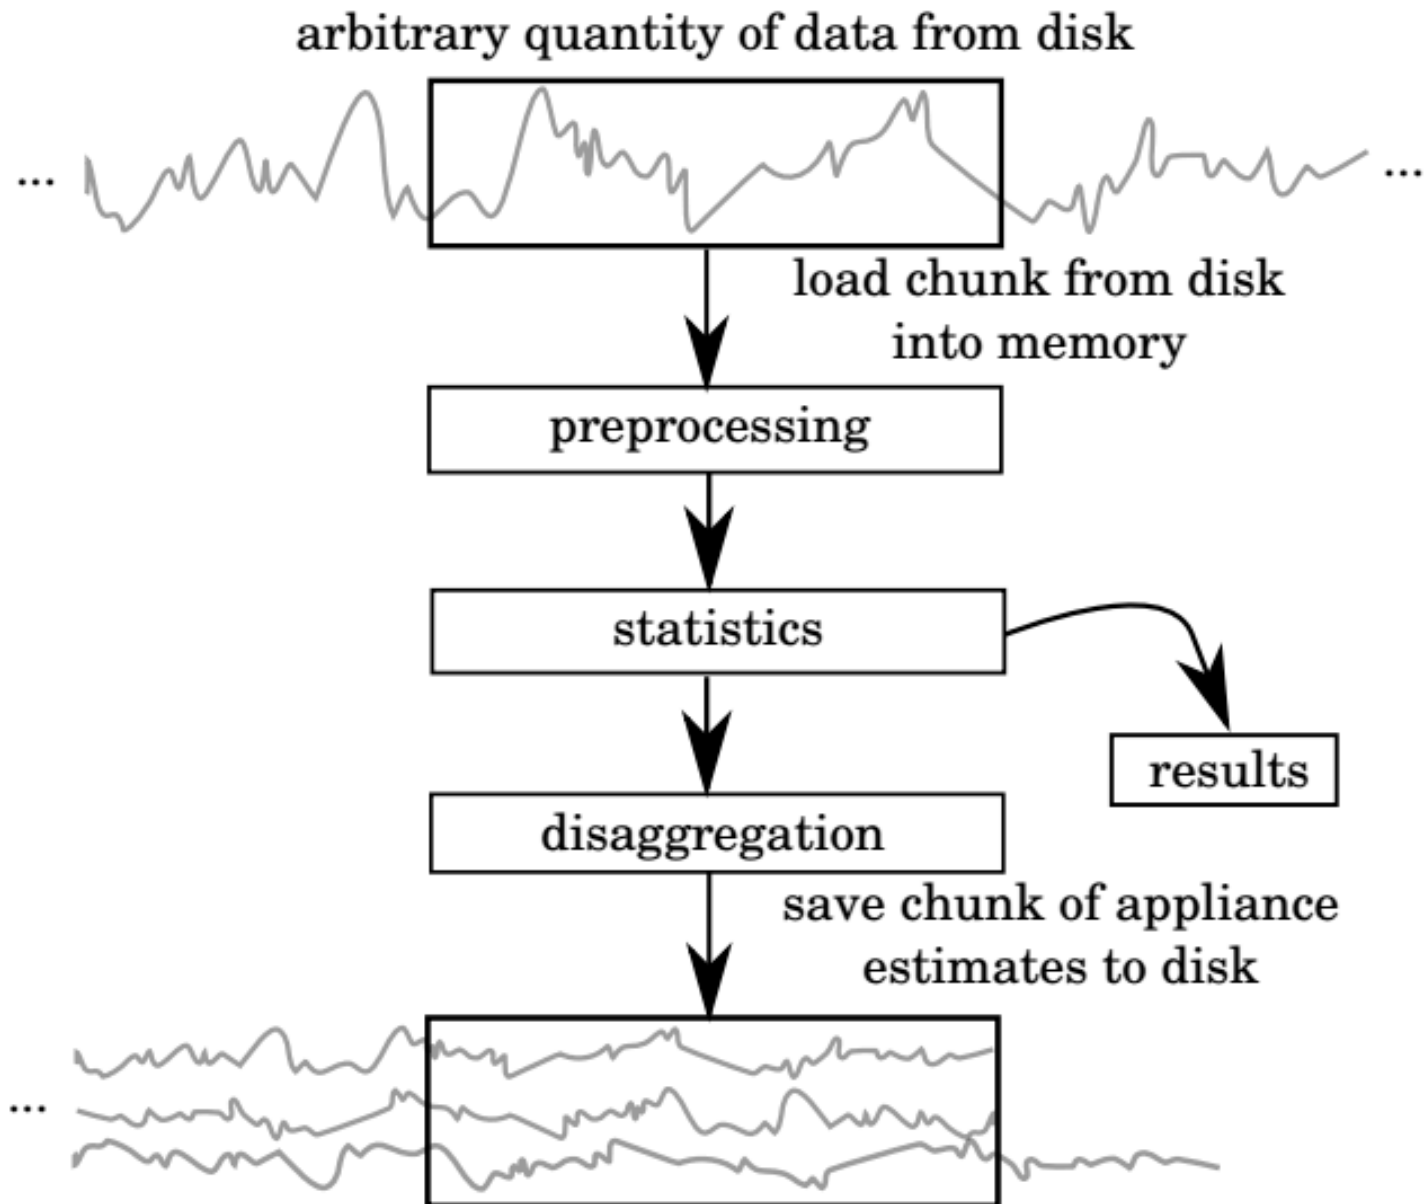 arbitrary quantity of data from disk
...
...
load chunk from disk
into memory
preprocessing
statistics
results
disaggregation
save chunk of appliance
estimates to disk
...